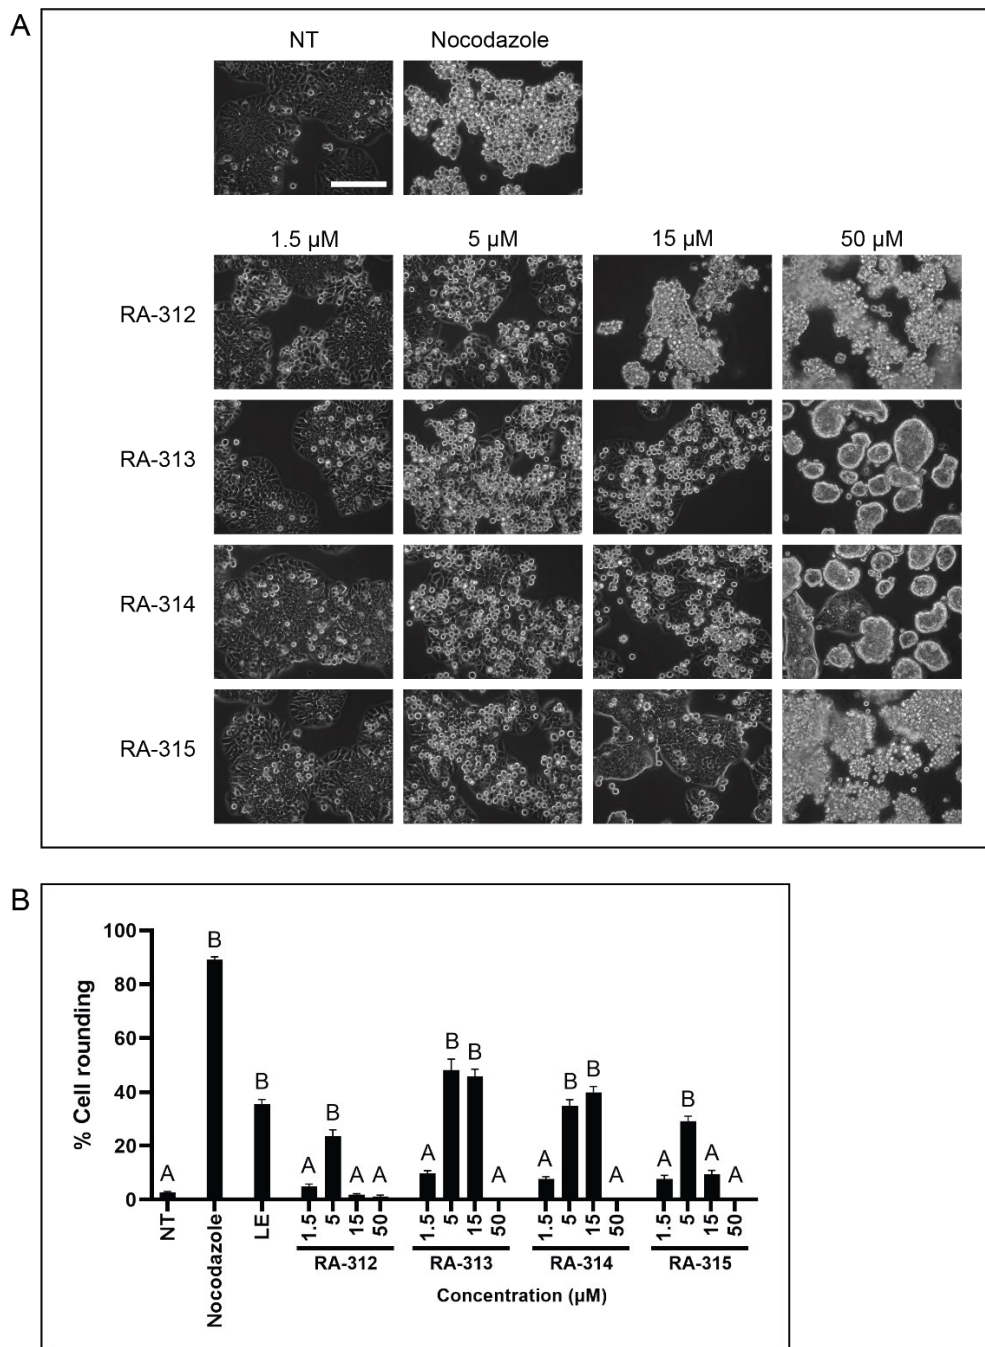 A
NT Nocodazole
1.5 µM 5 µM 15 µM 50 µM
RA-312
RA-313
RA-314
RA-315
B
% Cell rounding
100
80
60
40
20
0
A B B A B A A A B B A A B B A A B A A
NT Nocodazole LE 1.5 5 15 50 1.5 5 15 50 1.5 5 15 50 1.5 5 15 50
RA-312 RA-313 RA-314 RA-315
Concentration (µM)